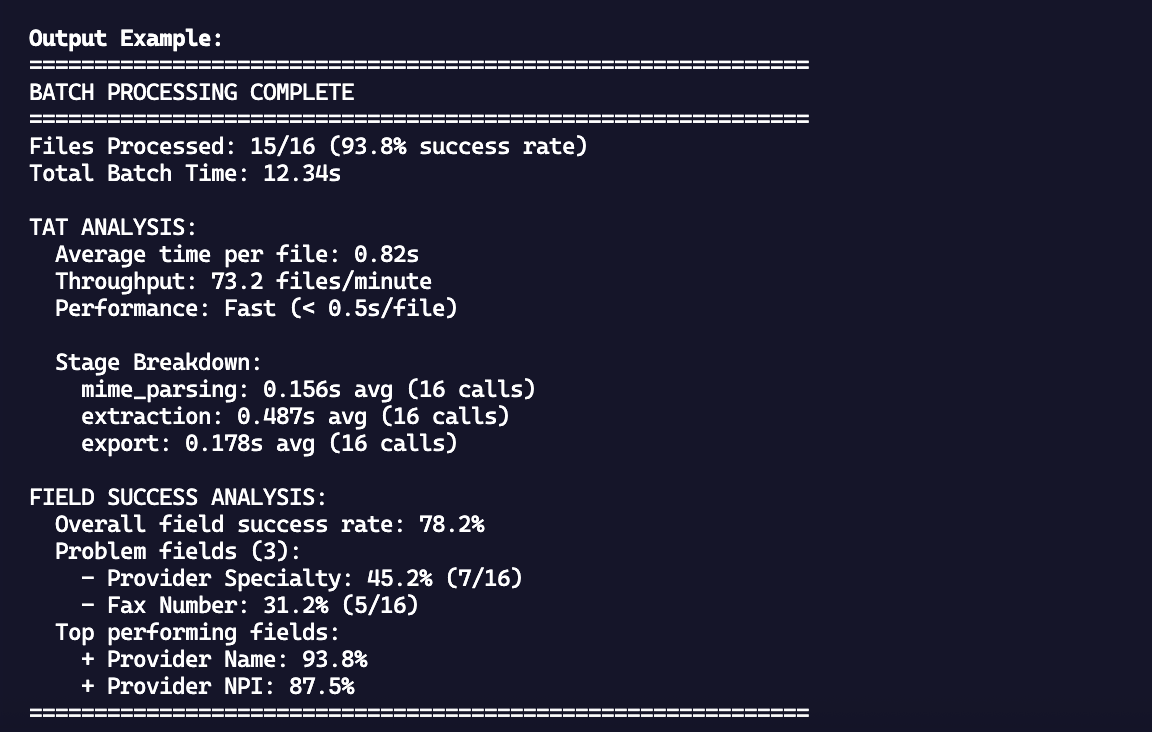 Output Example:
============================================================
BATCH PROCESSING COMPLETE
============================================================
Files Processed: 15/16 (93.8% success rate)
Total Batch Time: 12.34s
TAT ANALYSIS:
Average time per file: 0.82s
Throughput: 73.2 files/minute
Performance: Fast (< 0.5s/file)
Stage Breakdown:
mime_parsing: 0.156s avg (16 calls)
extraction: 0.487s avg (16 calls)
export: 0.178s avg (16 calls)
FIELD SUCCESS ANALYSIS:
Overall field success rate: 78.2%
Problem fields (3):
- Provider Specialty: 45.2% (7/16)
- Fax Number: 31.2% (5/16)
Top performing fields:
+ Provider Name: 93.8%
+ Provider NPI: 87.5%
============================================================